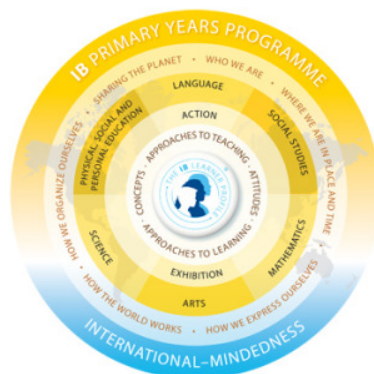 IB PRIMARY YEARS PROGRAMME
SHARING THE PLANET • WHO WE ARE • WHERE WE ARE IN PLACE AND TIME
HOW WE EXPRESS OURSELVES • HOW THE WORLD WORKS • HOW WE ORGANIZE OURSELVES
LANGUAGE
SOCIAL STUDIES
MATHEMATICS
ARTS
SCIENCE
PHYSICAL, SOCIAL AND
PERSONAL EDUCATION
ACTION
EXHIBITION
APPROACHES TO TEACHING • ATTITUDES
APPROACHES TO LEARNING • CONCEPTS
THE IB LEARNER PROFILE
INTERNATIONAL–MINDEDNESS